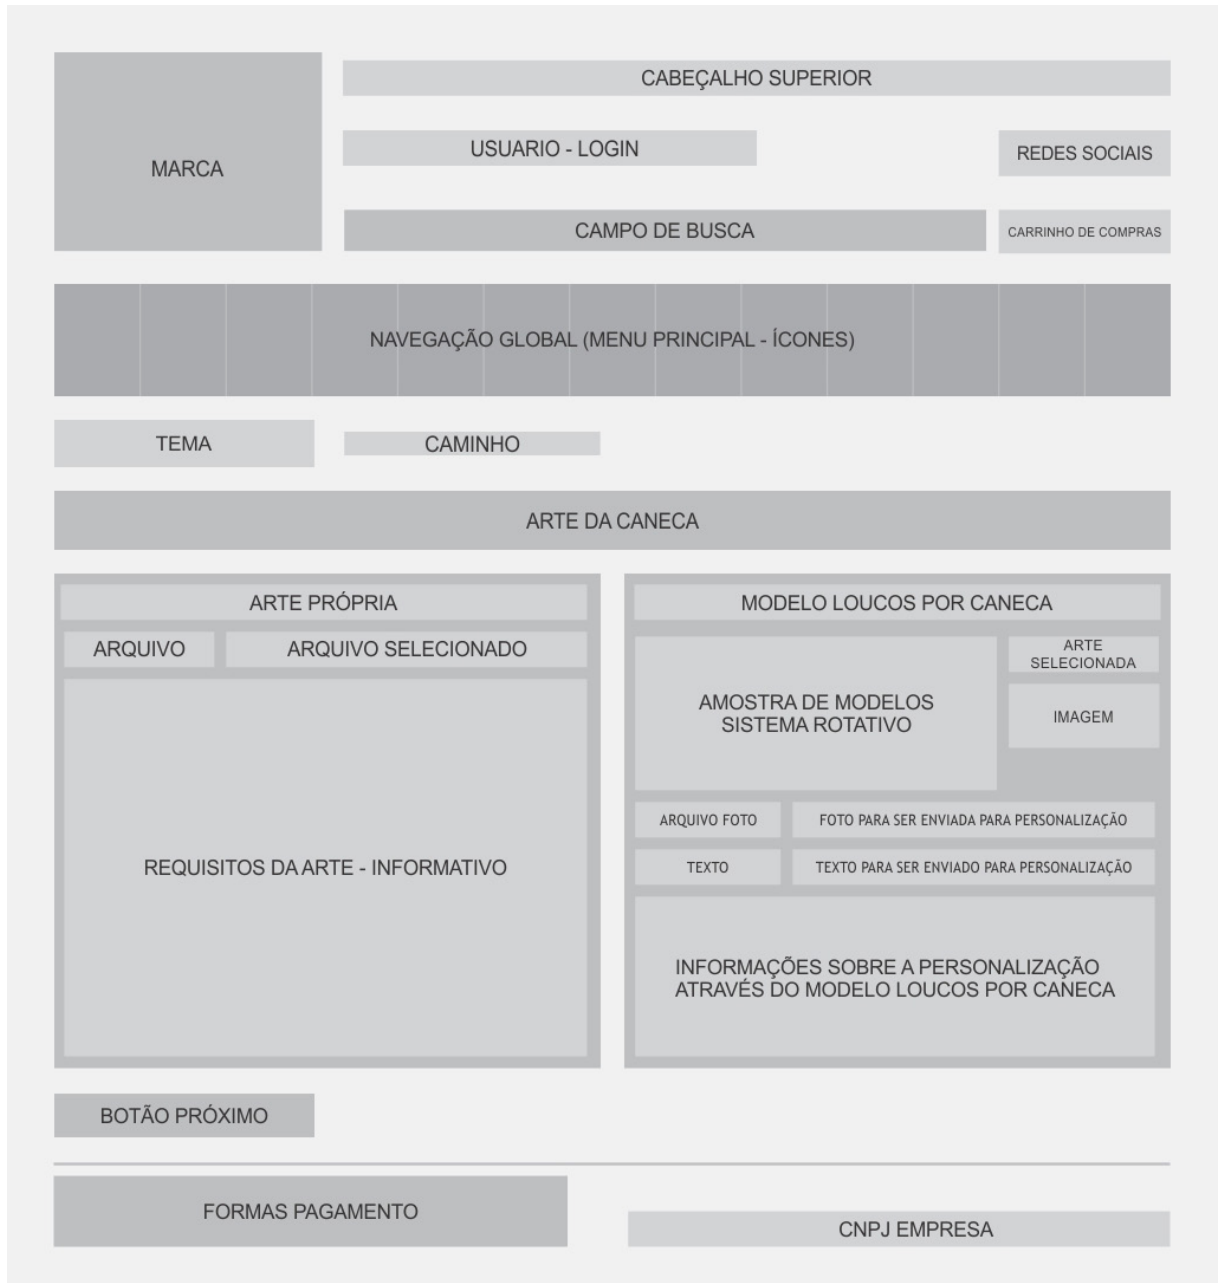 MARCA
CABEÇALHO SUPERIOR
USUARIO - LOGIN
REDES SOCIAIS
CAMPO DE BUSCA
CARRINHO DE COMPRAS
NAVEGAÇÃO GLOBAL (MENU PRINCIPAL - ÍCONES)
TEMA
CAMINHO
ARTE DA CANECA
ARTE PRÓPRIA
ARQUIVO
ARQUIVO SELECIONADO
REQUISITOS DA ARTE - INFORMATIVO
MODELO LOUCOS POR CANECA
AMOSTRA DE MODELOS
SISTEMA ROTATIVO
ARTE
SELECIONADA
IMAGEM
ARQUIVO FOTO
FOTO PARA SER ENVIADA PARA PERSONALIZAÇÃO
TEXTO
TEXTO PARA SER ENVIADO PARA PERSONALIZAÇÃO
INFORMAÇÕES SOBRE A PERSONALIZAÇÃO
ATRAVÉS DO MODELO LOUCOS POR CANECA
BOTÃO PRÓXIMO
FORMAS PAGAMENTO
CNPJ EMPRESA